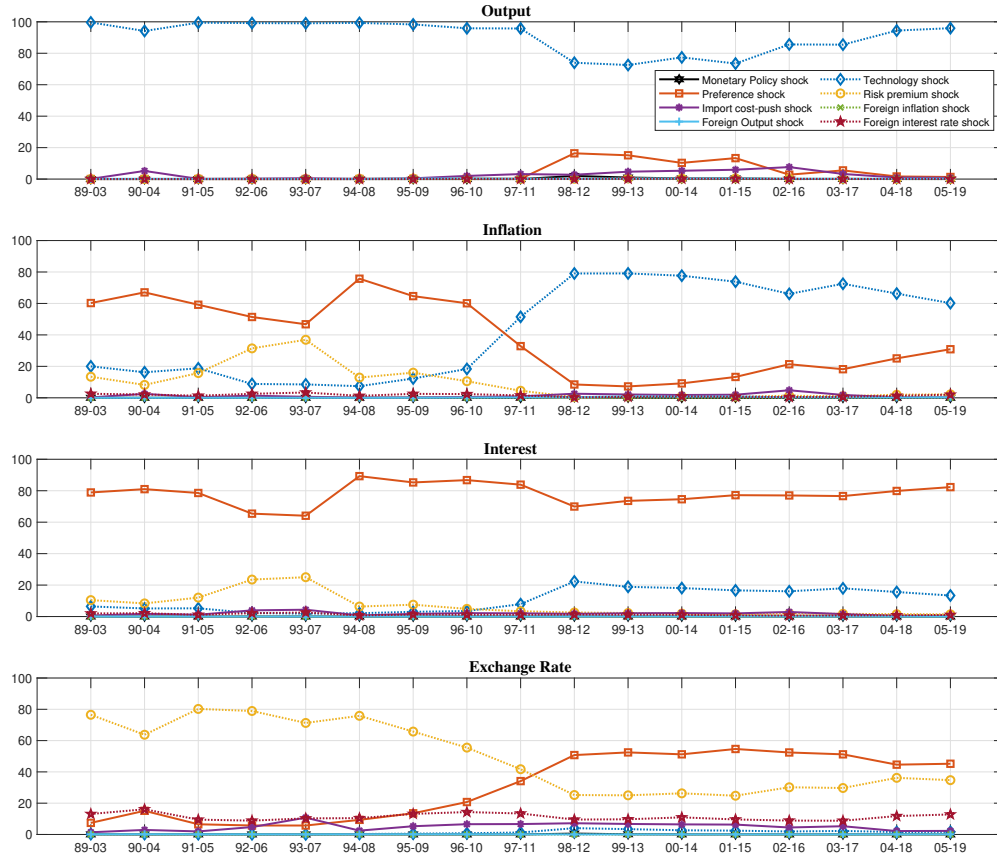 Output
100
80
60
40
20
0
Monetary Policy shock
Technology shock
Preference shock
Risk premium shock
Import cost-push shock
Foreign inflation shock
Foreign Output shock
Foreign interest rate shock
89-03 90-04 91-05 92-06 93-07 94-08 95-09 96-10 97-11 98-12 99-13 00-14 01-15 02-16 03-17 04-18 05-19
Inflation
100
80
60
40
20
0
89-03 90-04 91-05 92-06 93-07 94-08 95-09 96-10 97-11 98-12 99-13 00-14 01-15 02-16 03-17 04-18 05-19
Interest
100
80
60
40
20
0
89-03 90-04 91-05 92-06 93-07 94-08 95-09 96-10 97-11 98-12 99-13 00-14 01-15 02-16 03-17 04-18 05-19
Exchange Rate
100
80
60
40
20
0
89-03 90-04 91-05 92-06 93-07 94-08 95-09 96-10 97-11 98-12 99-13 00-14 01-15 02-16 03-17 04-18 05-19